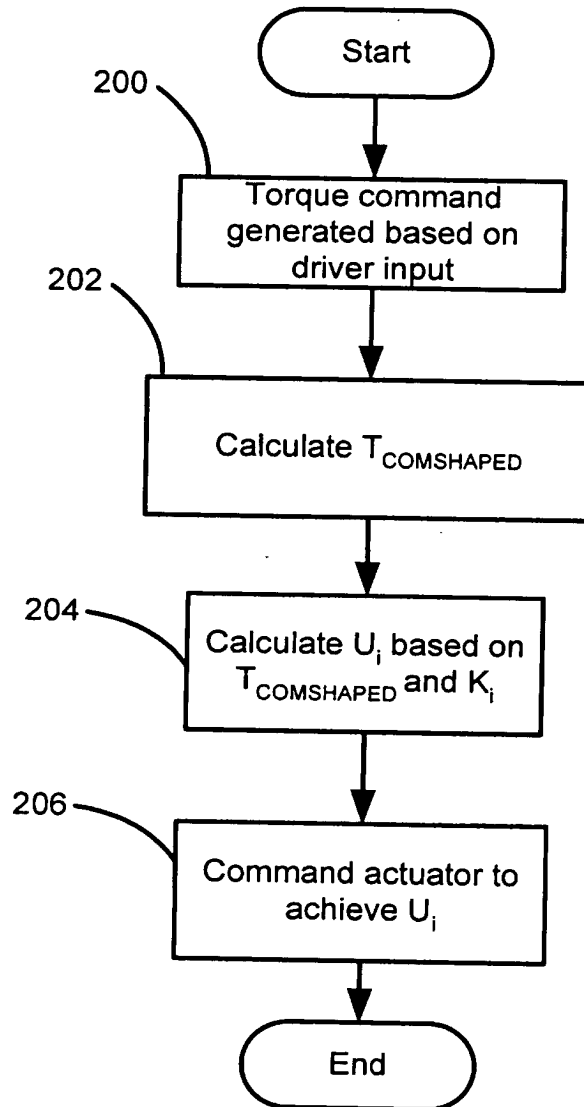 Start
200
Torque command
generated based on
driver input
202
Calculate T_COMSHAPED
204
Calculate U_i based on
T_COMSHAPED and K_i
206
Command actuator to
achieve U_i
End